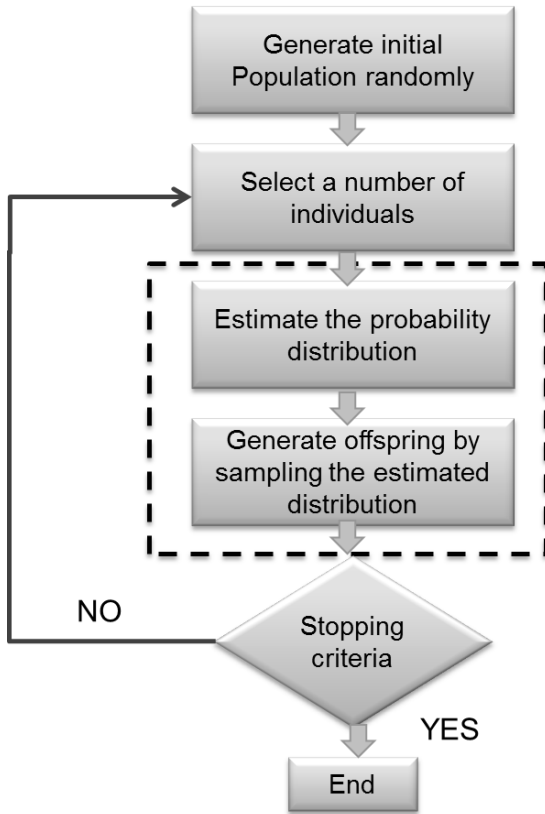 Generate initial
Population randomly
Select a number of
individuals
Estimate the probability
distribution
Generate offspring by
sampling the estimated
distribution
Stopping
criteria
NO
YES
End